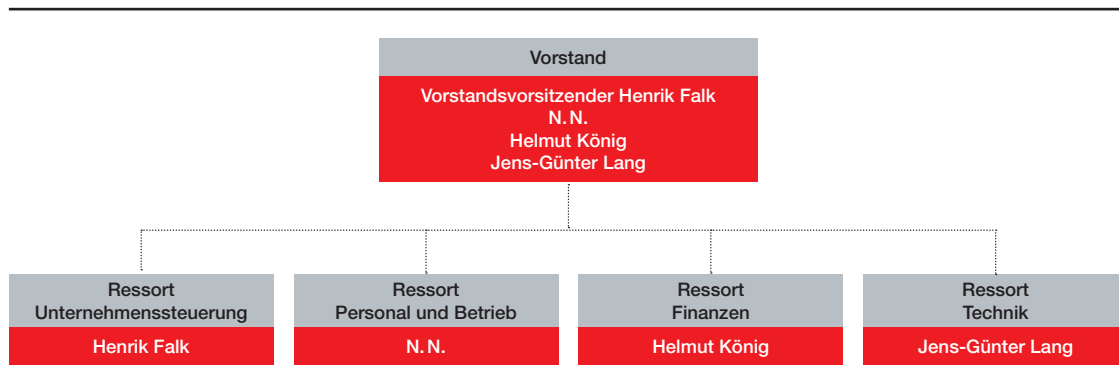 Vorstand
Vorstandsvorsitzender Henrik Falk
N. N.
Helmut König
Jens-Günter Lang
Ressort
Unternehmenssteuerung
Henrik Falk
Ressort
Personal und Betrieb
N. N.
Ressort
Finanzen
Helmut König
Ressort
Technik
Jens-Günter Lang